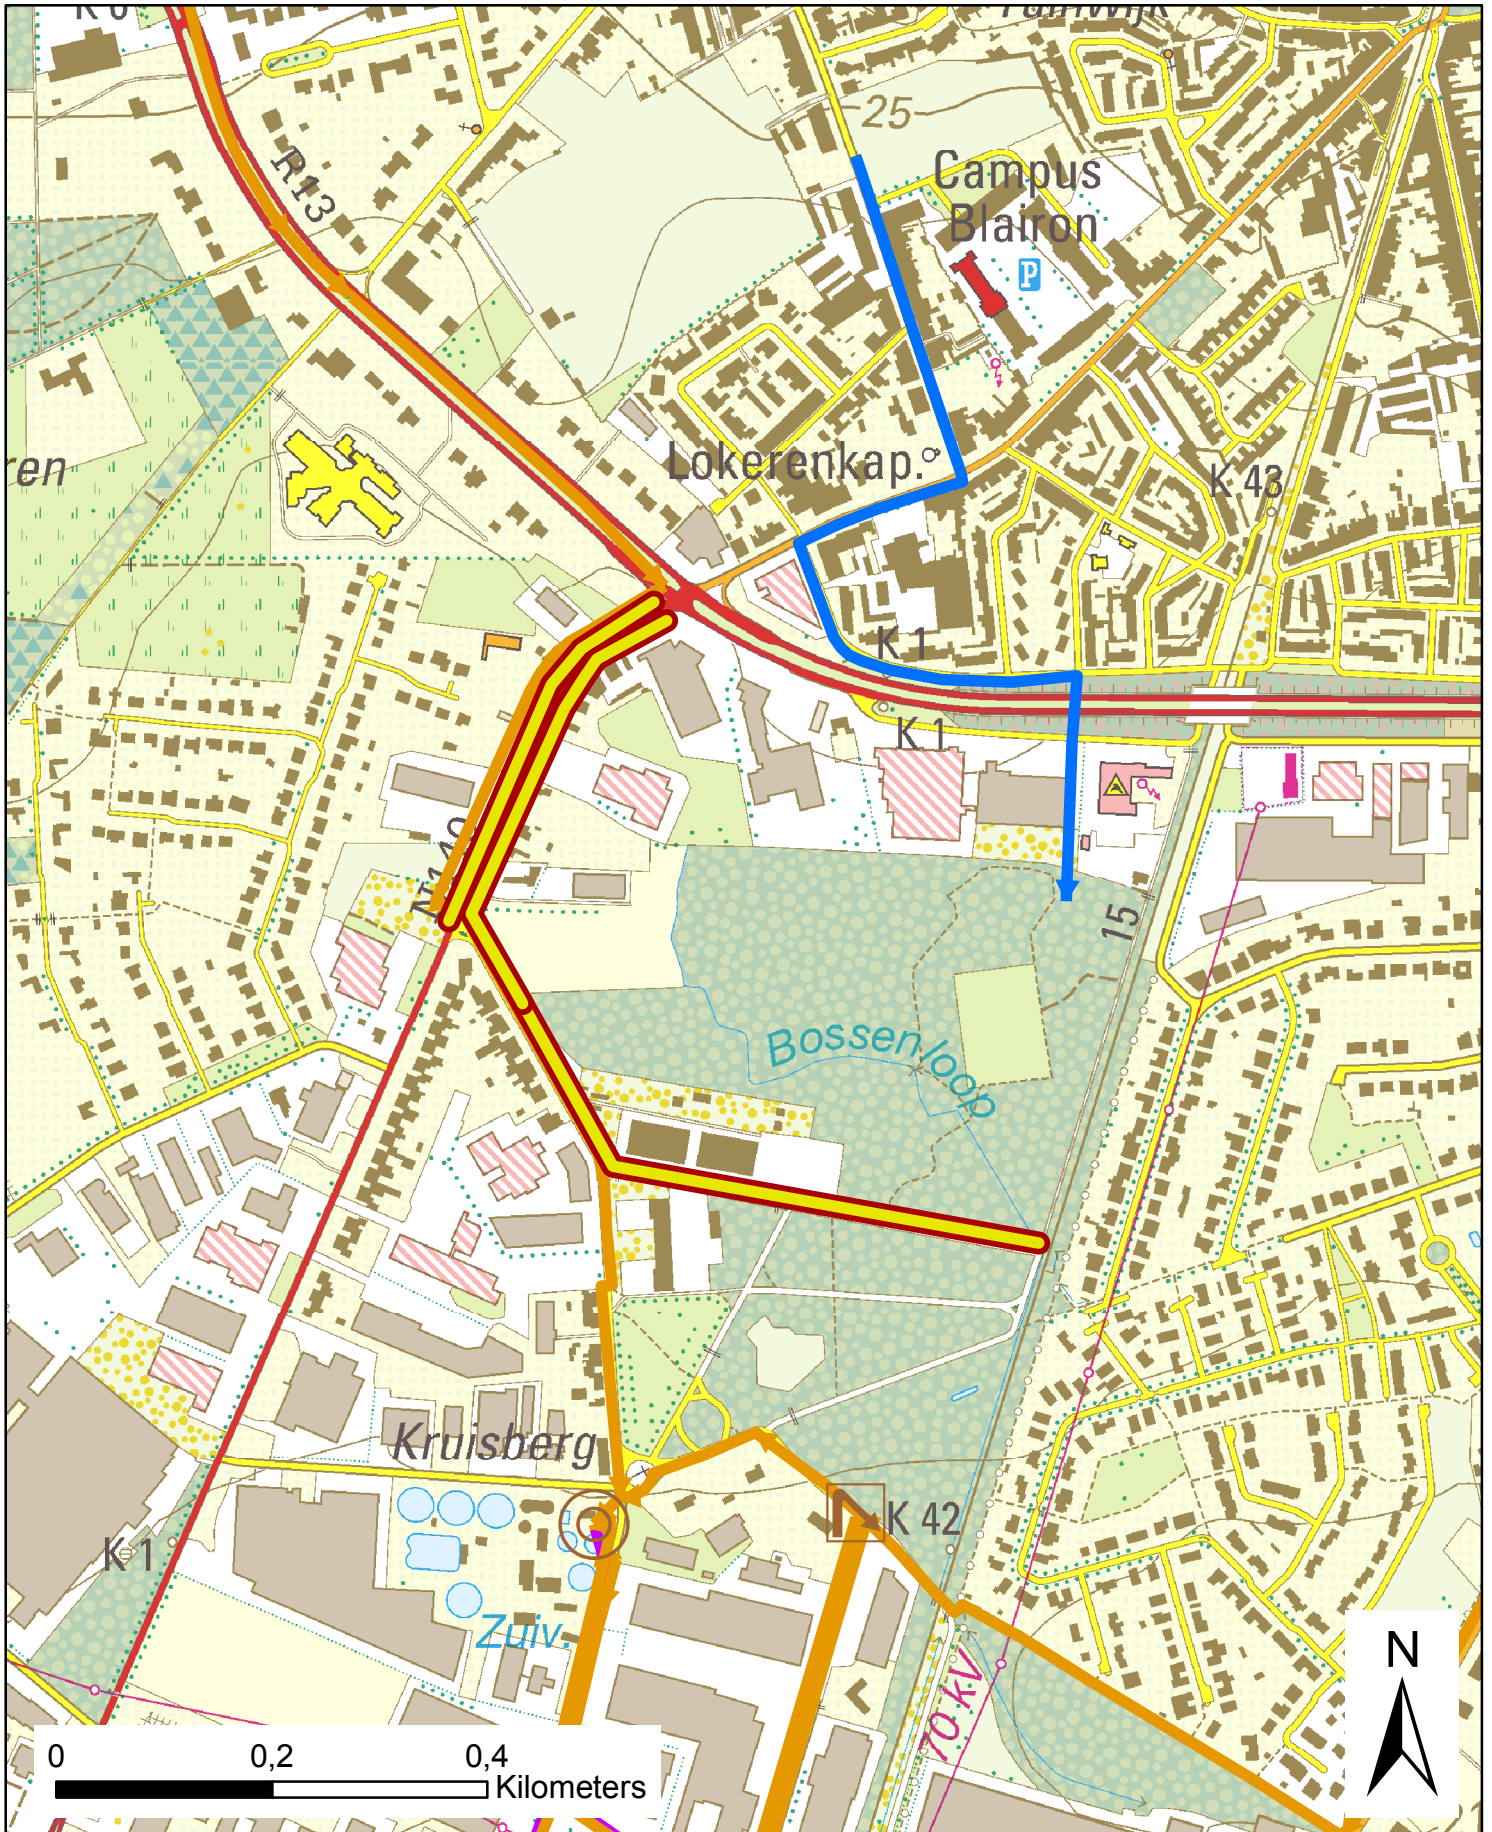 25
R13
Campus
Blairon
P
Lokerenkap.
K 43
en
K 1
K 1
15
Bossenloop
Kruisberg
K 42
K 1
Zuiv.
70 kV
N
0
0,2
0,4
Kilometers